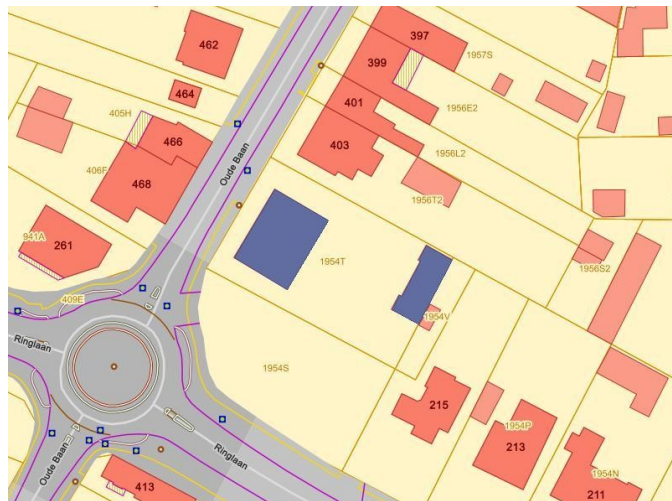 397
462
1957S
399
464
401
1956E2
405H
466
403
1956L2
Oude Baan
406F
468
1956T2
941A
261
1954T
1956S2
409E
1954V
Ringlaan
1954S
215
1954P
213
Ringlaan
Oude Baan
1954N
413
211